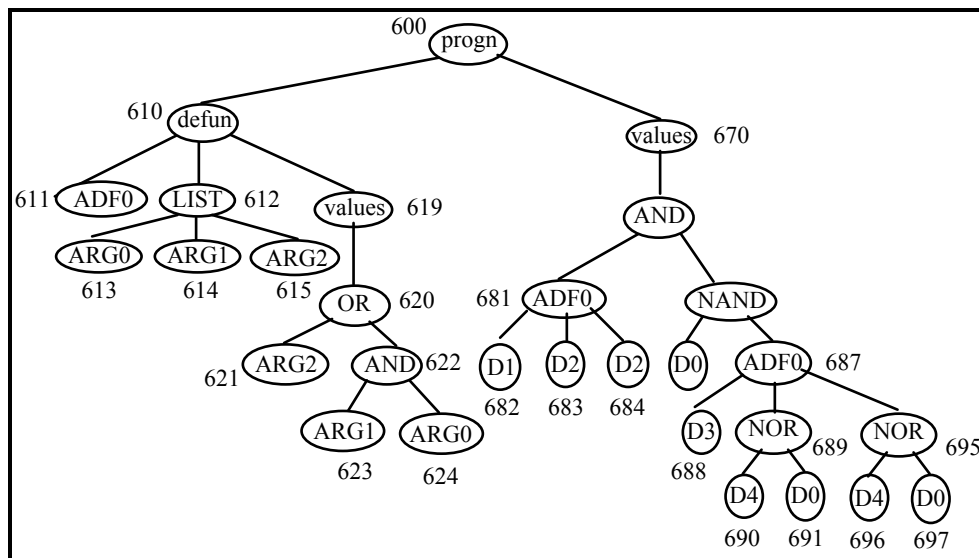 600 progn
610 defun
values 670
611 ADF0 LIST 612 values 619
AND
ARG0 ARG1 ARG2
613 614 615
OR 620 681 ADF0 NAND
621 ARG2 AND 622 D1 D2 D2 D0 ADF0 687
682 683 684
ARG1 ARG0 D3 NOR 689 NOR 695
623 624 688
D4 D0 D4 D0
690 691 696 697